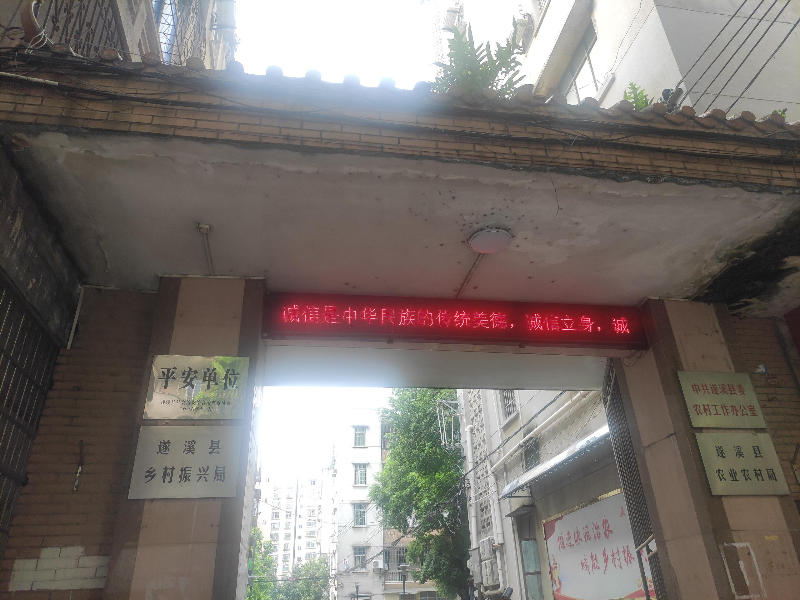 诚信是中华民族的传统美德，诚信立身，诚
平安单位
遂溪县
乡村振兴局
中共遂溪县委
农村工作办公室
遂溪县
农业农村局